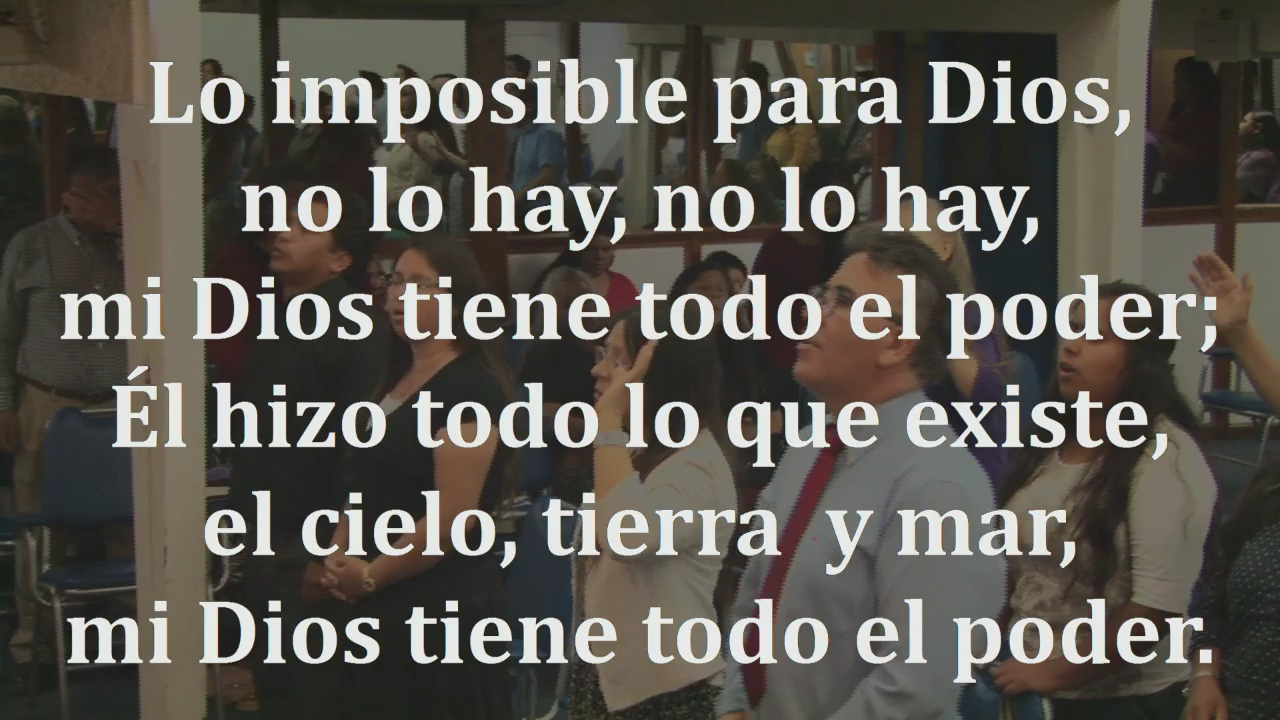 Lo imposible para Dios,
no lo hay, no lo hay,
mi Dios tiene todo el poder;
Él hizo todo lo que existe,
el cielo, tierra y mar,
mi Dios tiene todo el poder.